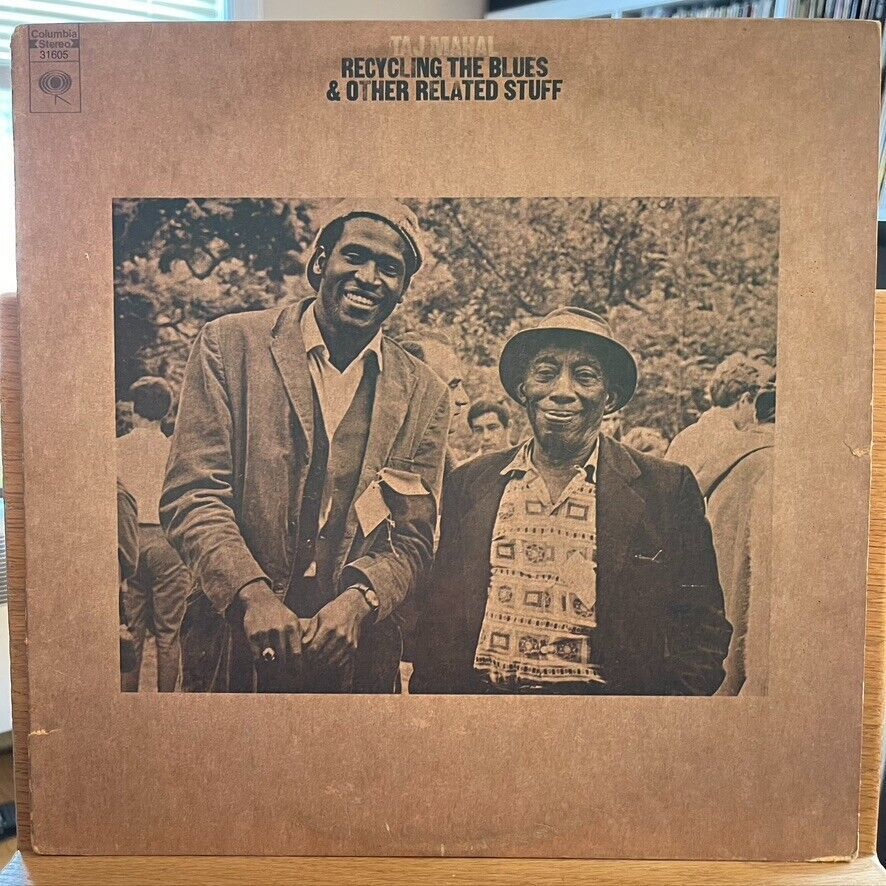 Columbia
Stereo
31605
TAJ MAHAL
RECYCLING THE BLUES
& OTHER RELATED STUFF